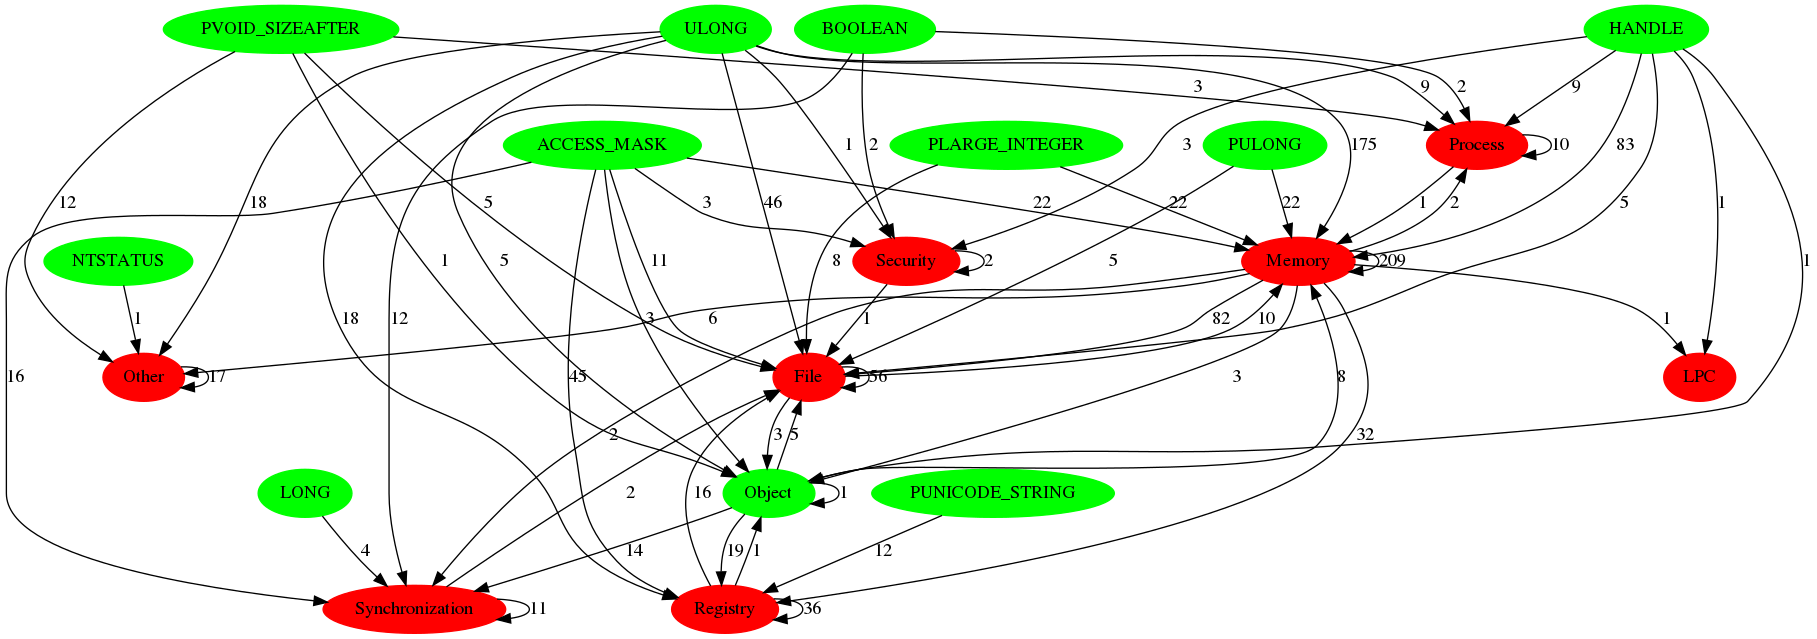 PVOID_SIZEAFTER ULONG BOOLEAN HANDLE
3 9 2 9
ACCESS_MASK PLARGE_INTEGER PULONG Process
1 2 3 175 10 83
12 18 5 3 46 22 22 22 1 2 5 1
NTSTATUS Security Memory
1 5 11 8 2 5 209 1
1 18 12 3 6 1 82 10 1
16 Other 17 45 File 56 3 8 LPC
2 3 5 32
LONG Object 1 PUNICODE_STRING
2 16
4 14 19 1 12
Synchronization 11 Registry 36